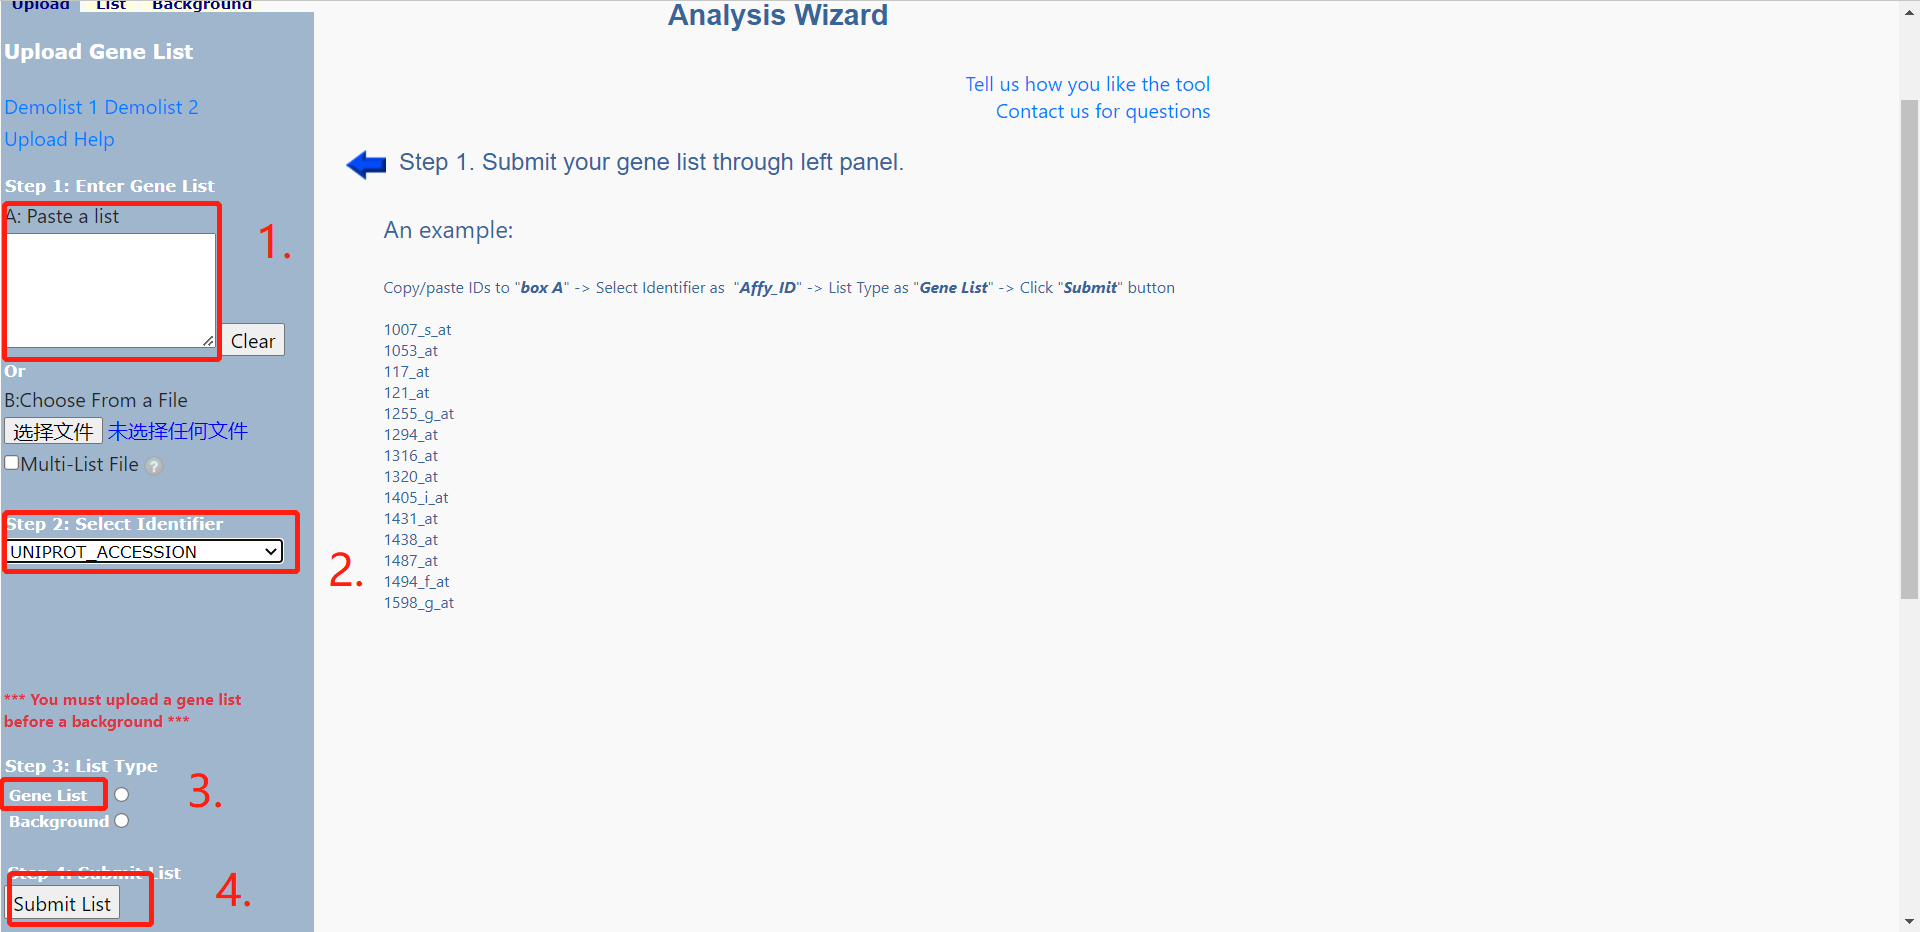 Upload List Background
Analysis Wizard
Upload Gene List
Tell us how you like the tool
Contact us for questions
Demolist 1 Demolist 2
Upload Help
Step 1. Submit your gene list through left panel.
Step 1: Enter Gene List
A: Paste a list
1.
Clear
Or
B:Choose From a File
选择文件 未选择任何文件
Multi-List File ?
Step 2: Select Identifier
UNIPROT_ACCESSION
2.
*** You must upload a gene list
before a background ***
Step 3: List Type
Gene List
3.
Background
Step 4: Submit List
Submit List
4.
An example:
Copy/paste IDs to "box A" -> Select Identifier as "Affy_ID" -> List Type as "Gene List" -> Click "Submit" button
1007_s_at
1053_at
117_at
121_at
1255_g_at
1294_at
1316_at
1320_at
1405_i_at
1431_at
1438_at
1487_at
1494_f_at
1598_g_at